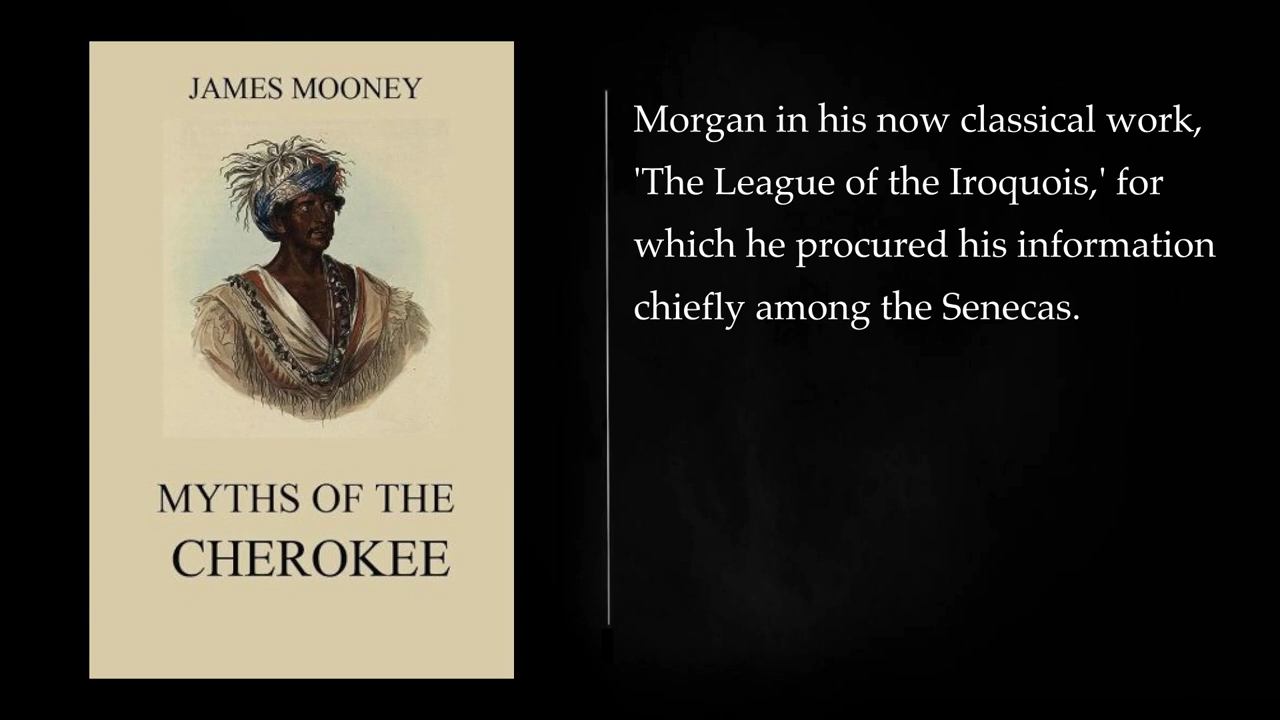 JAMES MOONEY
MYTHS OF THE
CHEROKEE
Morgan in his now classical work,
'The League of the Iroquois,' for
which he procured his information
chiefly among the Senecas.